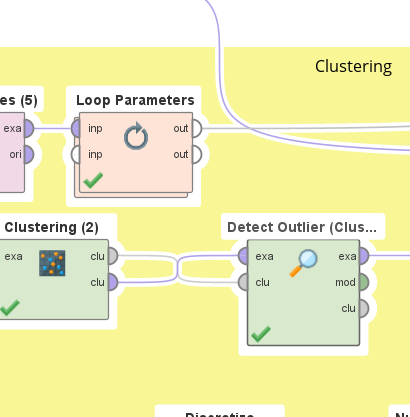 Clustering
es (5)
Loop Parameters
exa
inp
out
ori
inp
out
Clustering (2)
Detect Outlier (Clus...
exa
clu
exa
exa
clu
clu
mod
clu